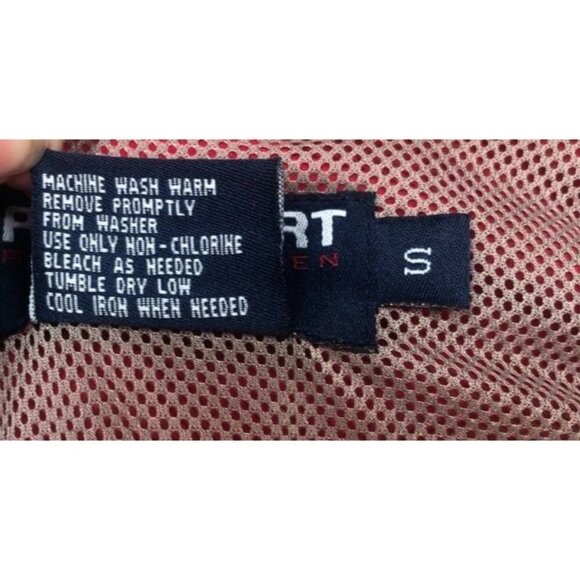 MACHINE WASH WARM
REMOVE PROMPTLY
FROM WASHER
USE ONLY NON-CHLORINE
BLEACH AS NEEDED
TUMBLE DRY LOW
COOL IRON WHEN NEEDED
RT
EN
S